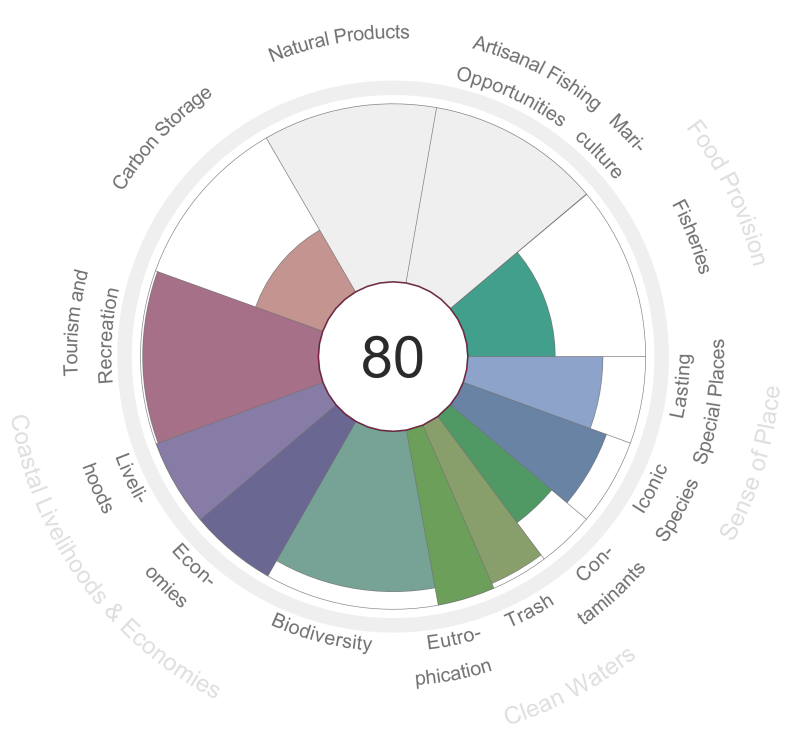 Natural Products
Artisanal Fishing
Opportunities
Mari-
culture
Fisheries
Food Provision
Lasting
Special Places
Iconic
Species
Sense of Place
Con-
taminants
Trash
Eutro-
phication
Clean Waters
Biodiversity
Econ-
omies
Liveli-
hoods
Coastal Livelihoods & Economies
Tourism and
Recreation
Carbon Storage
80